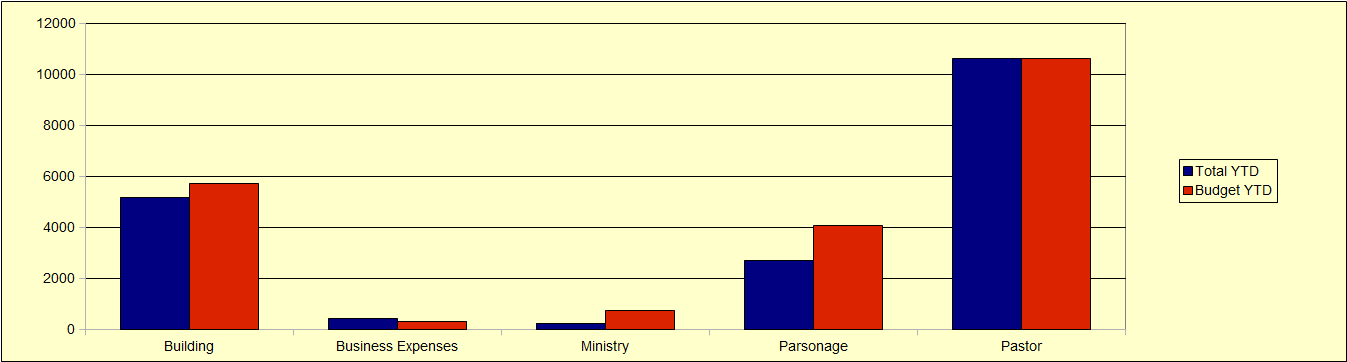 12000
10000
8000
6000
4000
2000
0
Building Business Expenses Ministry Parsonage Pastor
Total YTD
Budget YTD